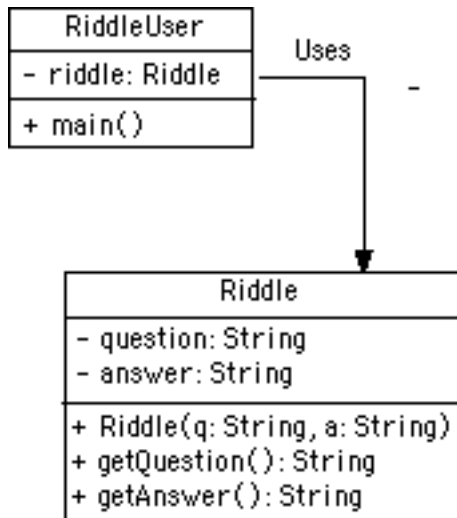 RiddleUser
- riddle: Riddle
+ main()
Uses
-
Riddle
- question: String
- answer: String
+ Riddle(q: String, a: String)
+ getQuestion(): String
+ getAnswer(): String